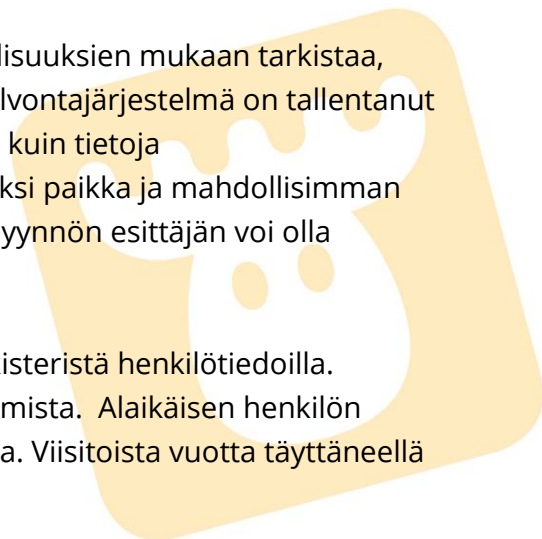 lisuuksien mukaan tarkistaa,
lvontajärjestelmä on tallentanut
kuin tietoja
ksi paikka ja mahdollisimman
yynnön esittäjän voi olla
isteristä henkilötiedoilla.
mista. Alaikäisen henkilön
a. Viisitoista vuotta täyttäneellä